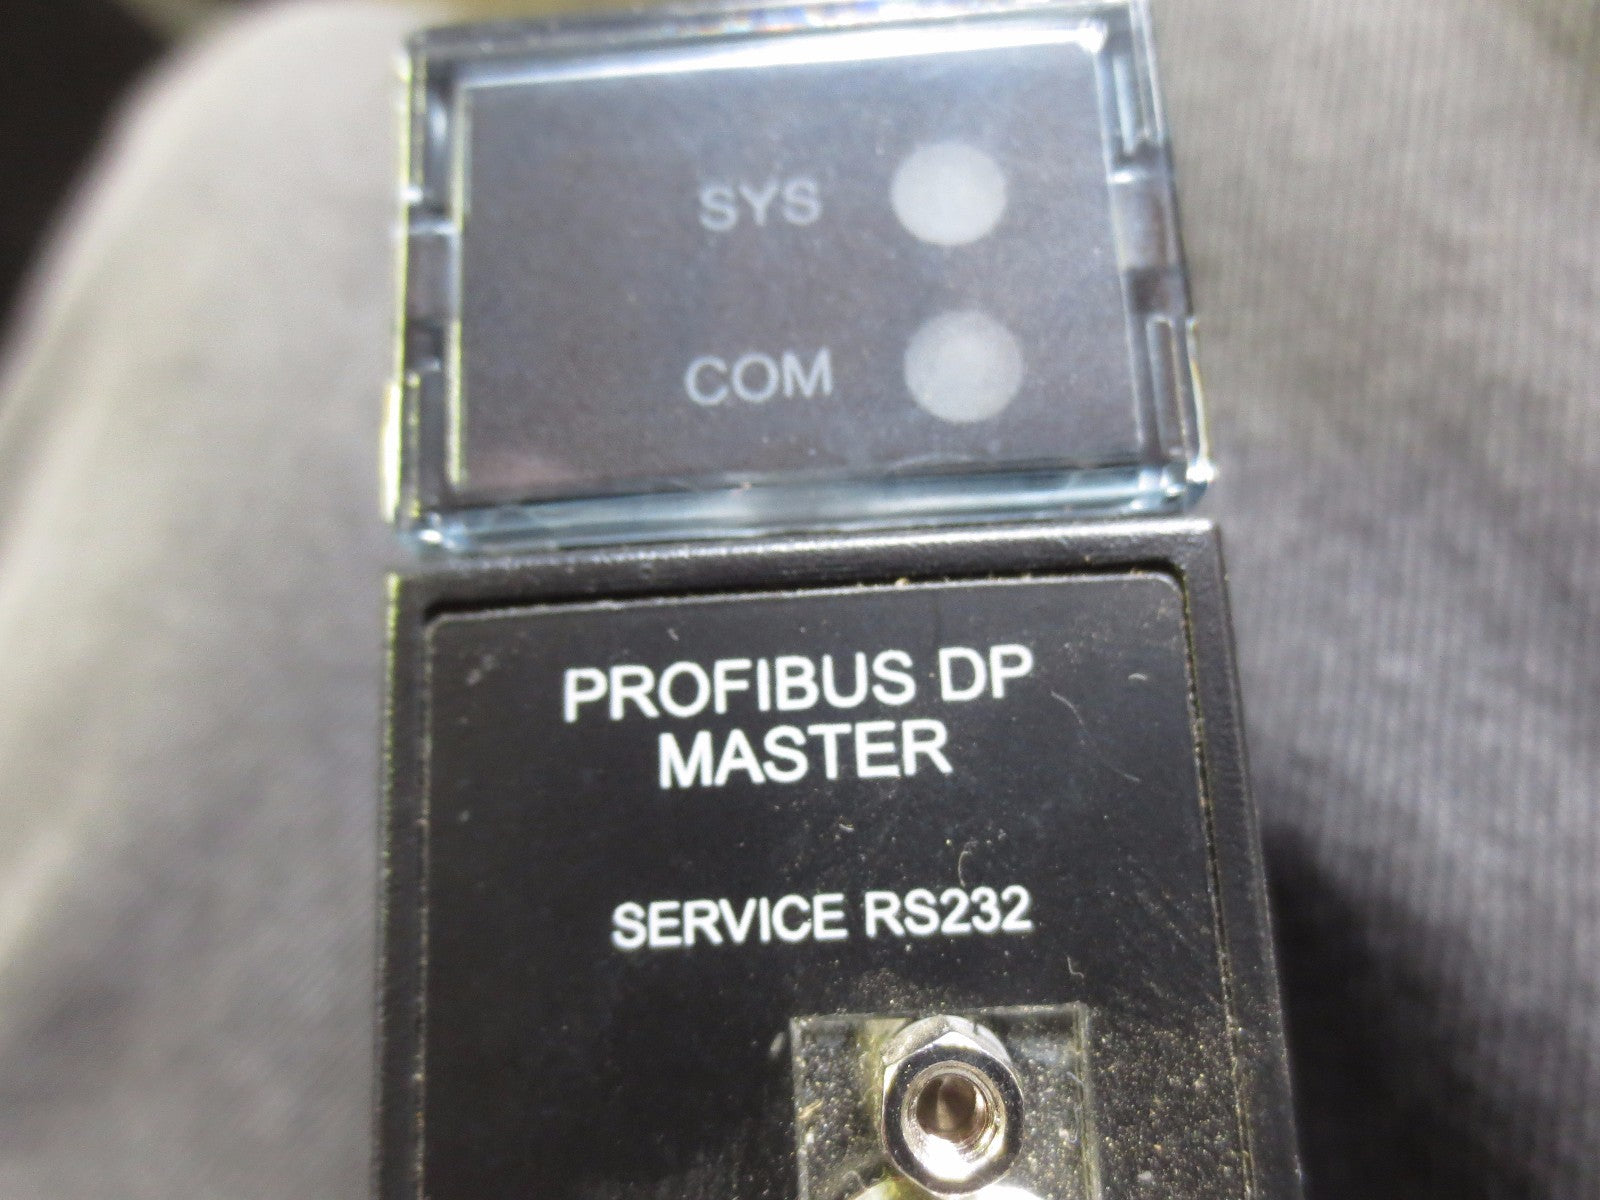 SYS
COM
PROFIBUS DP
MASTER
SERVICE RS232